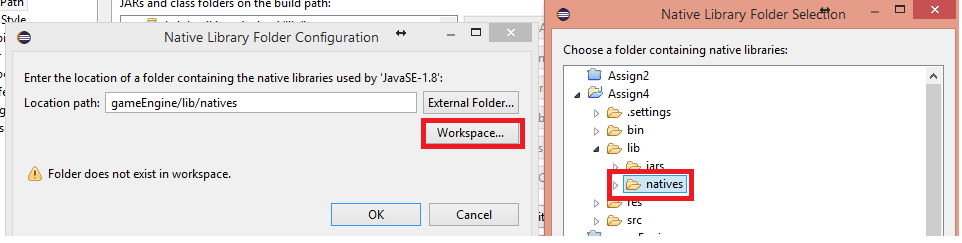 Path
Style
JARs and class folders on the build path:
Native Library Folder Configuration
Enter the location of a folder containing the native libraries used by 'JavaSE-1.8':
Location path: gameEngine/lib/natives External Folder...
Workspace...
Folder does not exist in workspace.
OK Cancel
Native Library Folder Selection
Choose a folder containing native libraries:
Assign2
Assign4
.settings
bin
lib
jars
natives
res
src